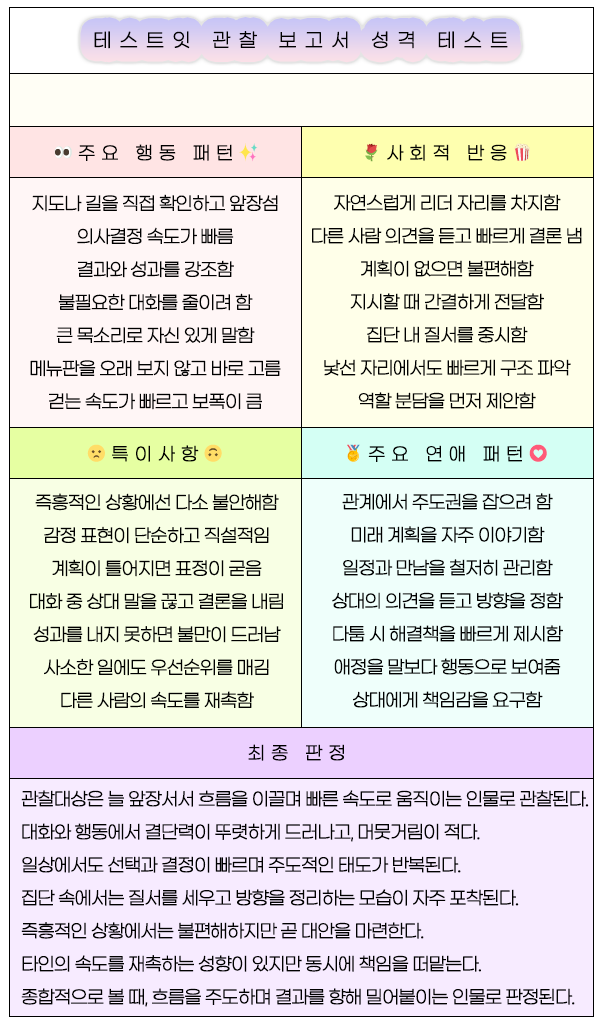 테스트잇 관찰 보고서 성격 테스트
👀 주요 행동 패턴 ✨
지도나 길을 직접 확인하고 앞장섬
의사결정 속도가 빠름
결과와 성과를 강조함
불필요한 대화를 줄이려 함
큰 목소리로 자신 있게 말함
메뉴판을 오래 보지 않고 바로 고름
걷는 속도가 빠르고 보폭이 큼
🌹 사회적 반응 🍿
자연스럽게 리더 자리를 차지함
다른 사람 의견을 듣고 빠르게 결론 냄
계획이 없으면 불편해함
지시할 때 간결하게 전달함
집단 내 질서를 중시함
낯선 자리에서도 빠르게 구조 파악
역할 분담을 먼저 제안함
🙁 특이사항 🙃
즉흥적인 상황에선 다소 불안해함
감정 표현이 단순하고 직설적임
계획이 틀어지면 표정이 굳음
대화 중 상대 말을 끊고 결론을 내림
성과를 내지 못하면 불만이 드러남
사소한 일에도 우선순위를 매김
다른 사람의 속도를 재촉함
🏅 주요 연애 패턴 💟
관계에서 주도권을 잡으려 함
미래 계획을 자주 이야기함
일정과 만남을 철저히 관리함
상대의 의견을 듣고 방향을 정함
다툼 시 해결책을 빠르게 제시함
애정을 말보다 행동으로 보여줌
상대에게 책임감을 요구함
최종 판정
관찰대상은 늘 앞장서서 흐름을 이끌며 빠른 속도로 움직이는 인물로 관찰된다.
대화와 행동에서 결단력이 뚜렷하게 드러나고, 머뭇거림이 적다.
일상에서도 선택과 결정이 빠르며 주도적인 태도가 반복된다.
집단 속에서는 질서를 세우고 방향을 정리하는 모습이 자주 포착된다.
즉흥적인 상황에서는 불편해하지만 곧 대안을 마련한다.
타인의 속도를 재촉하는 성향이 있지만 동시에 책임을 떠맡는다.
종합적으로 볼 때, 흐름을 주도하며 결과를 향해 밀어붙이는 인물로 판정된다.